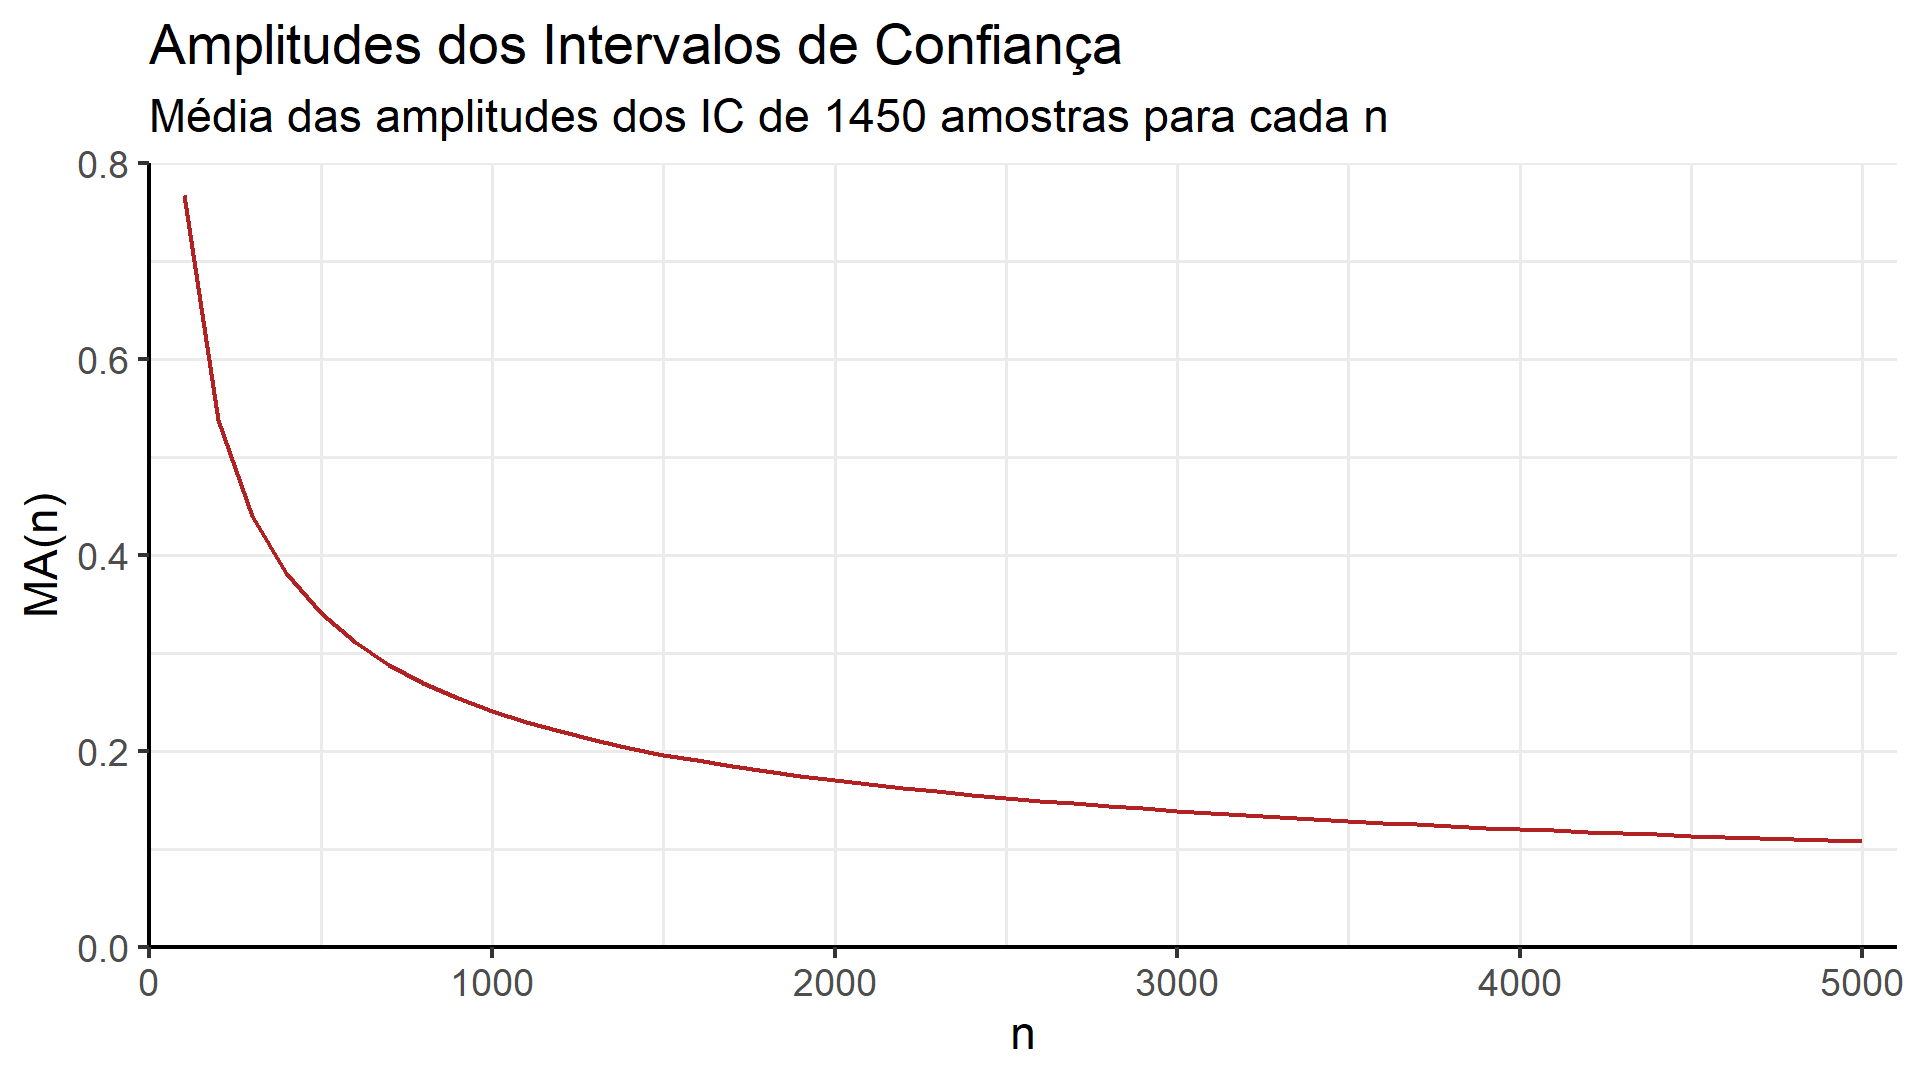 Amplitudes dos Intervalos de Confiança
Média das amplitudes dos IC de 1450 amostras para cada n
0.8
0.6
0.4
0.2
0.0
MA(n)
0 1000 2000 3000 4000 5000
n